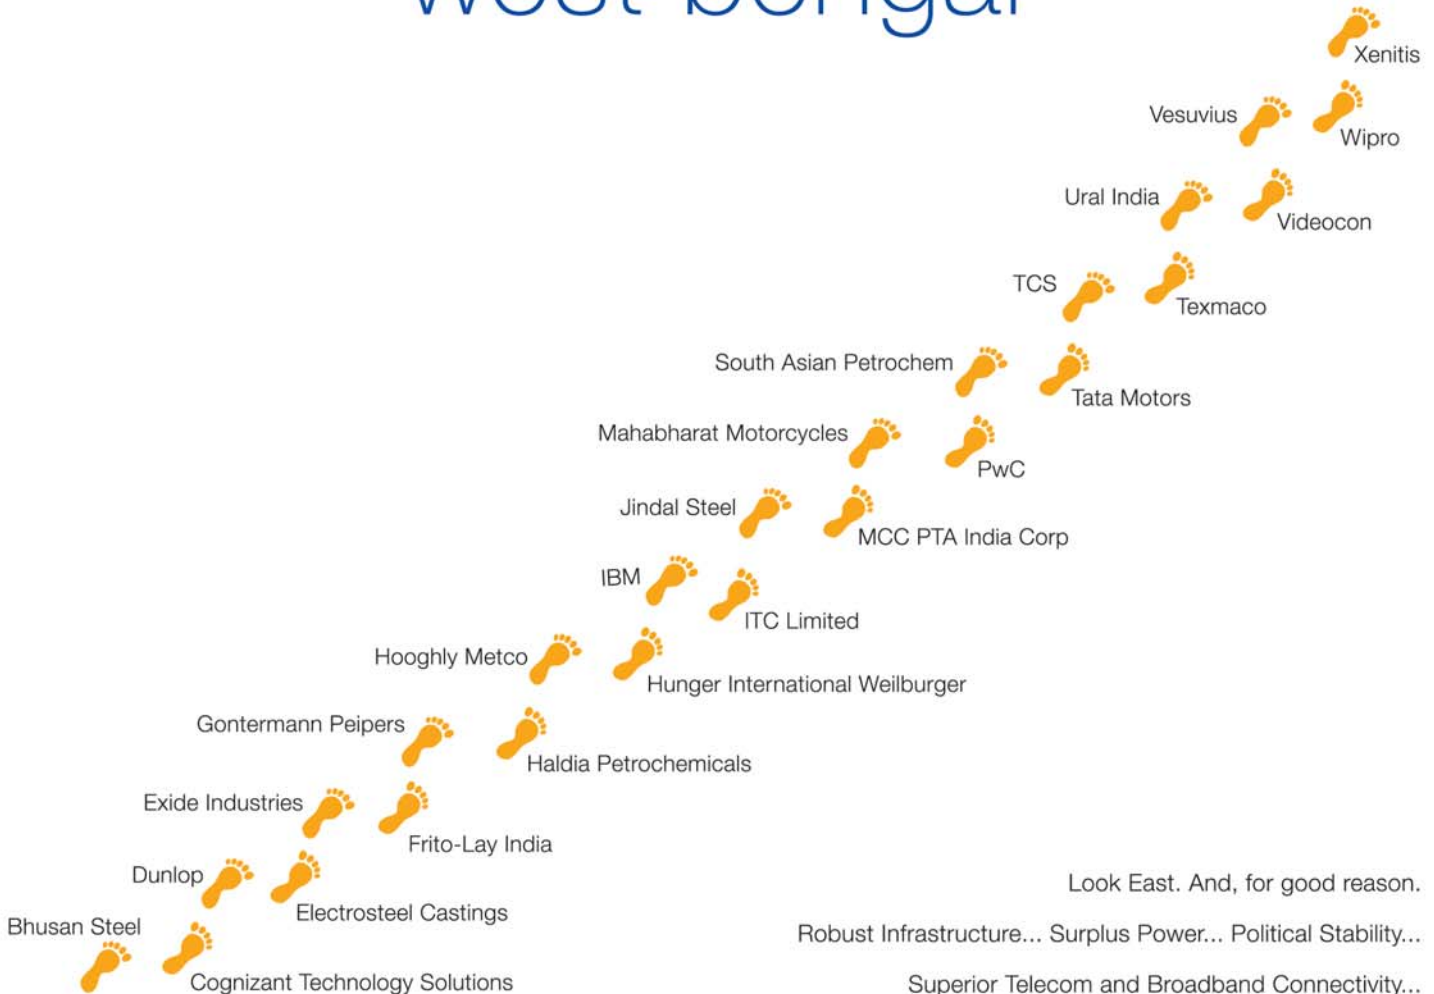 west bengal
Xenitis
Vesuvius
Wipro
Ural India
Videocon
TCS
Texmaco
South Asian Petrochem
Tata Motors
Mahabharat Motorcycles
PwC
Jindal Steel
MCC PTA India Corp
IBM
ITC Limited
Hooghly Metco
Hunger International Weilburger
Gontermann Peipers
Haldia Petrochemicals
Exide Industries
Frito-Lay India
Dunlop
Electrosteel Castings
Bhusan Steel
Cognizant Technology Solutions
Look East. And, for good reason.
Robust Infrastructure... Surplus Power... Political Stability...
Superior Telecom and Broadband Connectivity...